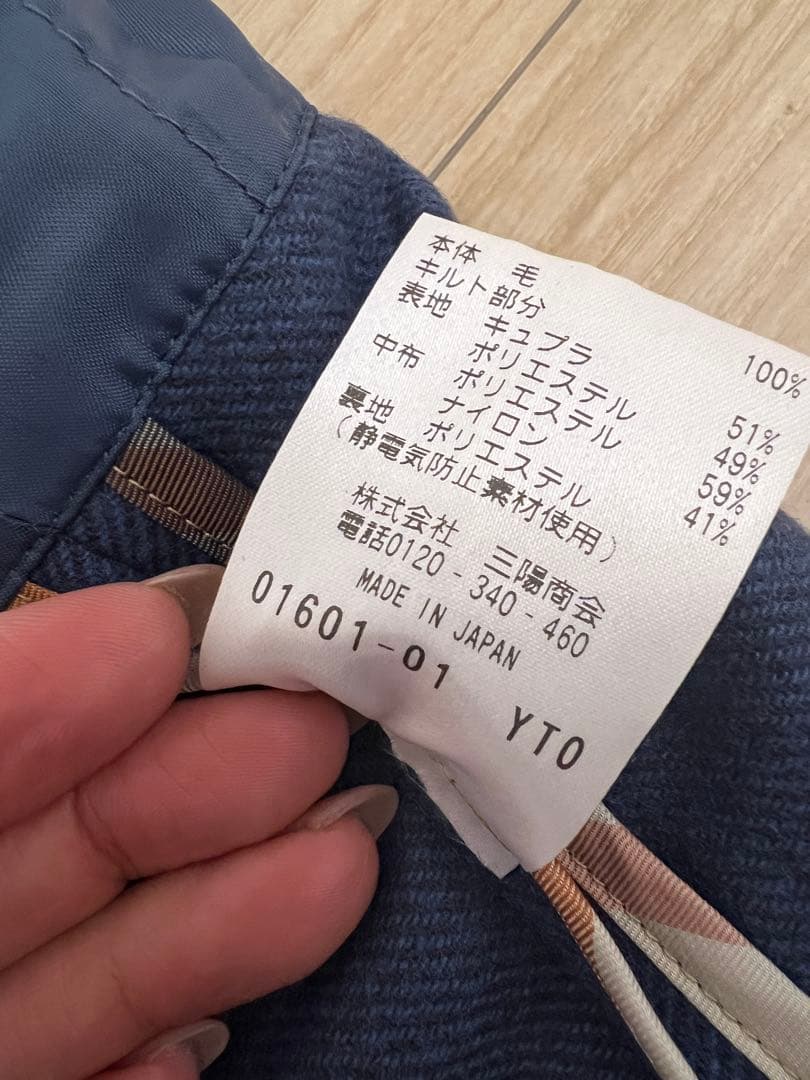 本体 毛 100%
キルト部分
表地 キュプラ 51%
ポリエステル 49%
中布 ポリエステル 59%
ナイロン 41%
裏地 ポリエステル
(静電気防止素材使用)
株式会社 三陽商会
電話0120-340-460
MADE IN JAPAN
01601-01 YTO